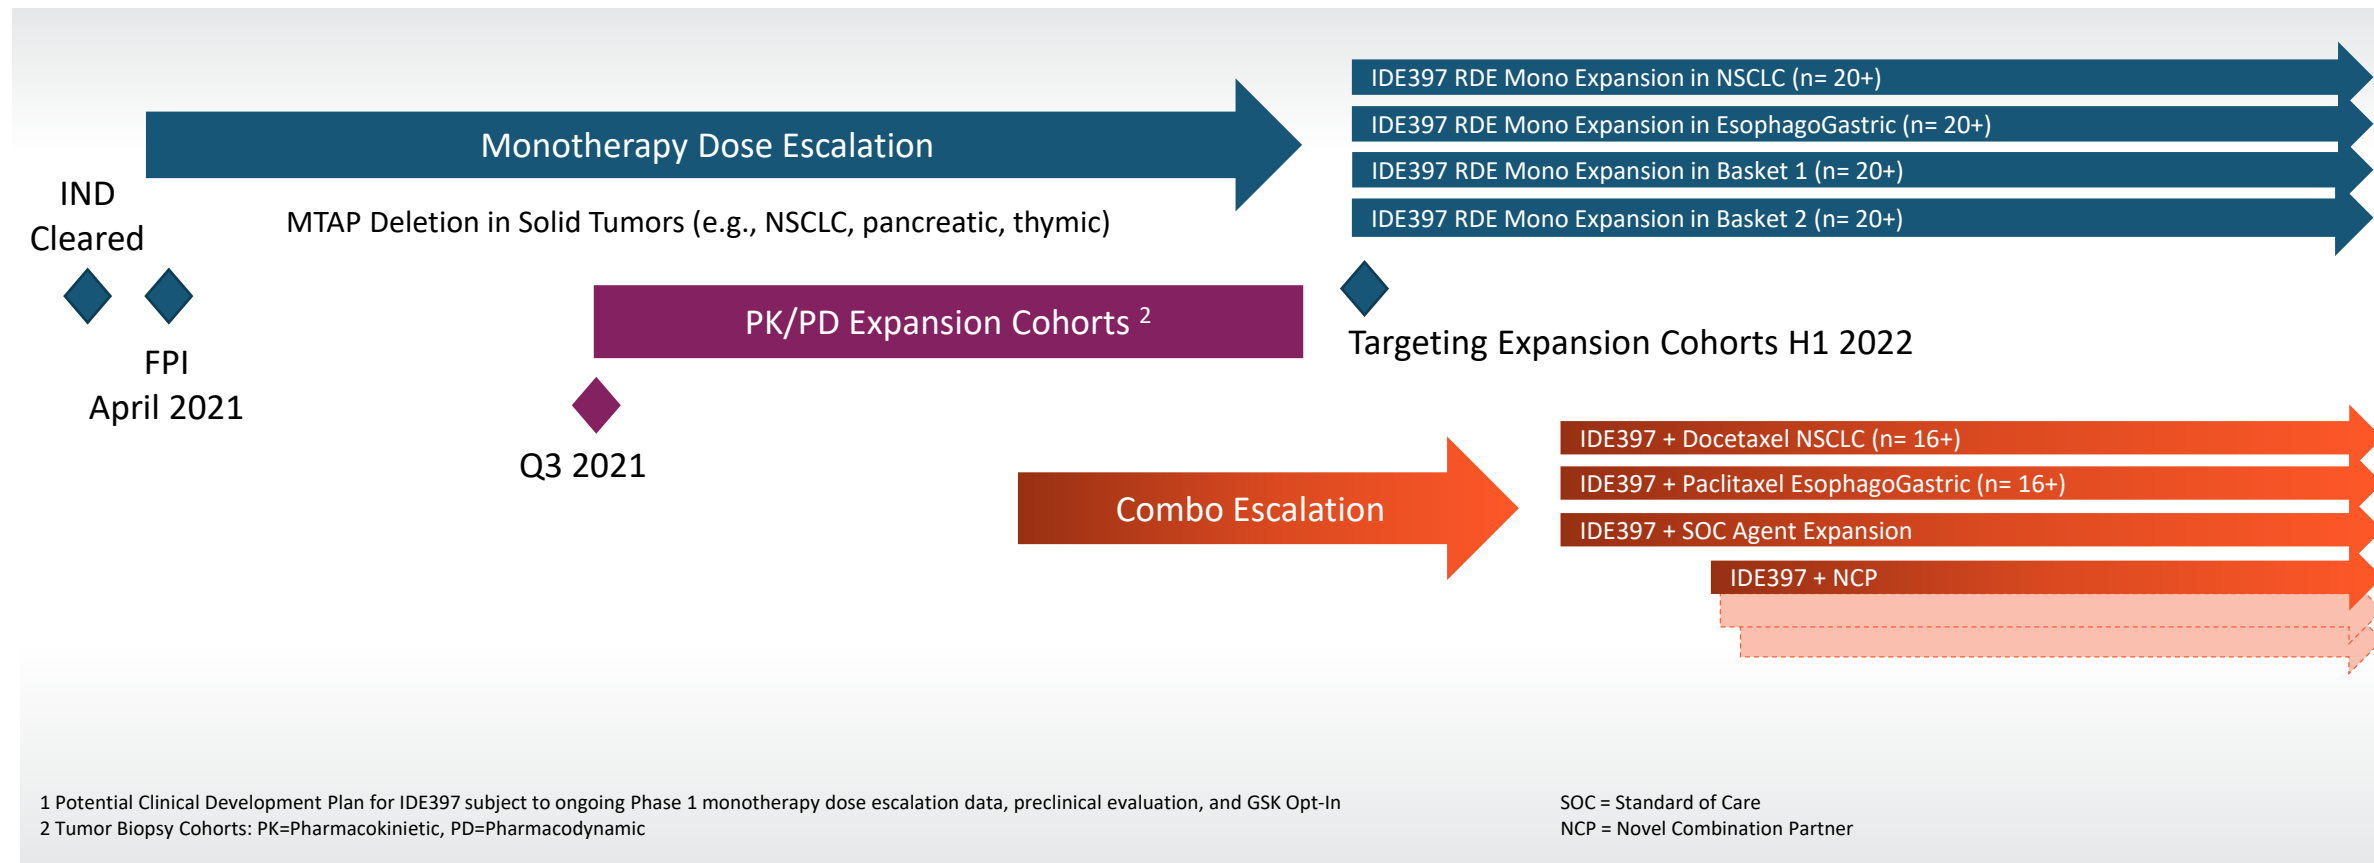 IDE397 RDE Mono Expansion in NSCLC (n= 20+)
IDE397 RDE Mono Expansion in EsophagoGastric (n= 20+)
IDE397 RDE Mono Expansion in Basket 1 (n= 20+)
IDE397 RDE Mono Expansion in Basket 2 (n= 20+)
Monotherapy Dose Escalation
IND
Cleared
MTAP Deletion in Solid Tumors (e.g., NSCLC, pancreatic, thymic)
PK/PD Expansion Cohorts 2
Targeting Expansion Cohorts H1 2022
FPI
April 2021
Q3 2021
Combo Escalation
IDE397 + Docetaxel NSCLC (n= 16+)
IDE397 + Paclitaxel EsophagoGastric (n= 16+)
IDE397 + SOC Agent Expansion
IDE397 + NCP
1 Potential Clinical Development Plan for IDE397 subject to ongoing Phase 1 monotherapy dose escalation data, preclinical evaluation, and GSK Opt-In
2 Tumor Biopsy Cohorts: PK=Pharmacokinietic, PD=Pharmacodynamic
SOC = Standard of Care
NCP = Novel Combination Partner